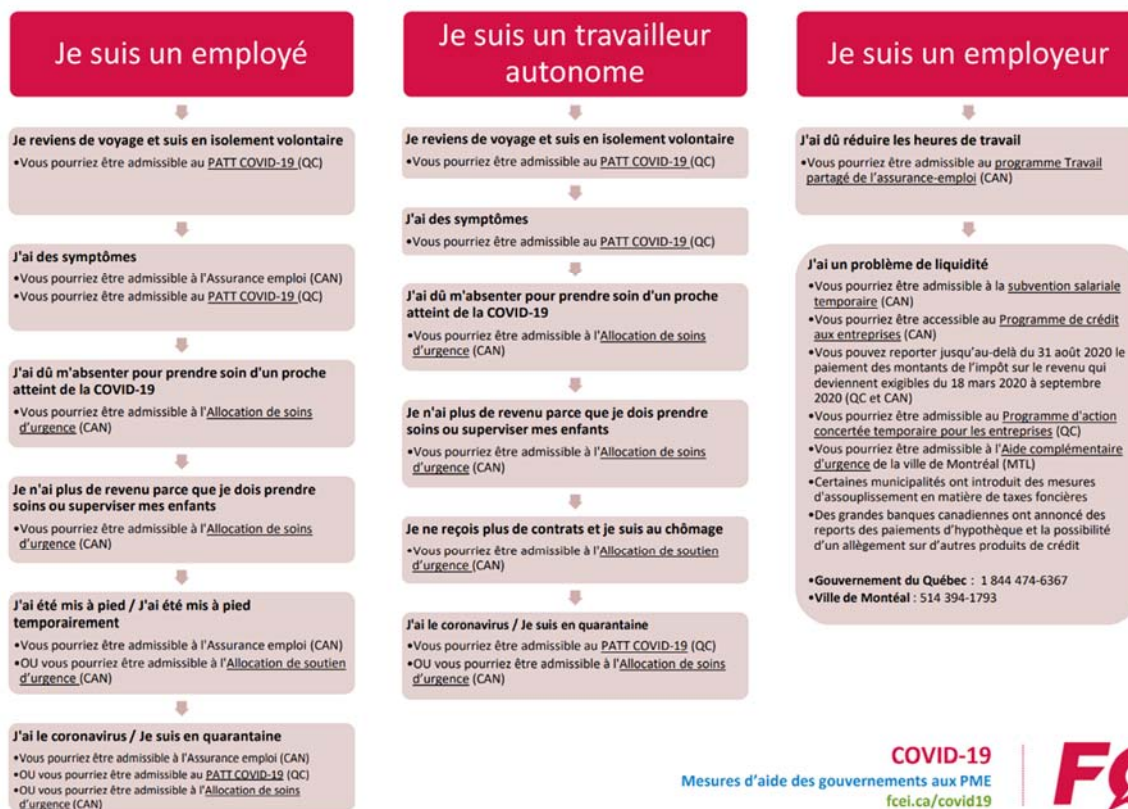 Je suis un employé
Je reviens de voyage et suis en isolement volontaire
•Vous pourriez être admissible au PATT COVID-19 (QC)
J'ai des symptômes
•Vous pourriez être admissible à l'Assurance emploi (CAN)
•Vous pourriez être admissible au PATT COVID-19 (QC)
J'ai dû m'absenter pour prendre soin d'un proche
atteint de la COVID-19
•Vous pourriez être admissible à l'Allocation de soins
d'urgence (CAN)
Je n'ai plus de revenu parce que je dois prendre
soins ou superviser mes enfants
•Vous pourriez être admissible à l'Allocation de soins
d'urgence (CAN)
J'ai été mis à pied / J'ai été mis à pied
temporairement
•Vous pourriez être admissible à l'Assurance emploi (CAN)
•OU vous pourriez être admissible à l'Allocation de soutien
d'urgence (CAN)
J'ai le coronavirus / Je suis en quarantaine
•Vous pourriez être admissible à l'Assurance emploi (CAN)
•OU vous pourriez être admissible au PATT COVID-19 (QC)
•OU vous pourriez être admissible à l'Allocation de soins
d'urgence (CAN)
Je suis un travailleur
autonome
Je reviens de voyage et suis en isolement volontaire
•Vous pourriez être admissible au PATT COVID-19 (QC)
J'ai des symptômes
•Vous pourriez être admissible au PATT COVID-19 (QC)
J'ai dû m'absenter pour prendre soin d'un proche
atteint de la COVID-19
•Vous pourriez être admissible à l'Allocation de soins
d'urgence (CAN)
Je n'ai plus de revenu parce que je dois prendre
soins ou superviser mes enfants
•Vous pourriez être admissible à l'Allocation de soins
d'urgence (CAN)
Je ne reçois plus de contrats et je suis au chômage
•Vous pourriez être admissible à l'Allocation de soutien
d'urgence (CAN)
J'ai le coronavirus / Je suis en quarantaine
•Vous pourriez être admissible au PATT COVID-19 (QC)
•OU vous pourriez être admissible à l'Allocation de soins
d'urgence (CAN)
Je suis un employeur
J'ai dû réduire les heures de travail
•Vous pourriez être admissible au programme Travail
partagé de l'assurance-emploi (CAN)
J'ai un problème de liquidité
•Vous pourriez être admissible à la subvention salariale
temporaire (CAN)
•Vous pourriez être accessible au Programme de crédit
aux entreprises (CAN)
•Vous pouvez reporter jusqu'au-delà du 31 août 2020 le
paiement des montants de l'impôt sur le revenu qui
deviennent exigibles du 18 mars 2020 à septembre
2020 (QC et CAN)
•Vous pourriez être admissible au Programme d'action
concertée temporaire pour les entreprises (QC)
•Vous pourriez être admissible à l'Aide complémentaire
d'urgence de la ville de Montréal (MTL)
•Certaines municipalités ont introduit des mesures
d'assouplissement en matière de taxes foncières
•Des grandes banques canadiennes ont annoncé des
reports des paiements d'hypothèque et la possibilité
d'un allègement sur d'autres produits de crédit
•Gouvernement du Québec : 1 844 474-6367
•Ville de Montéal : 514 394-1793
COVID-19
Mesures d'aide des gouvernements aux PME
fcei.ca/covid19